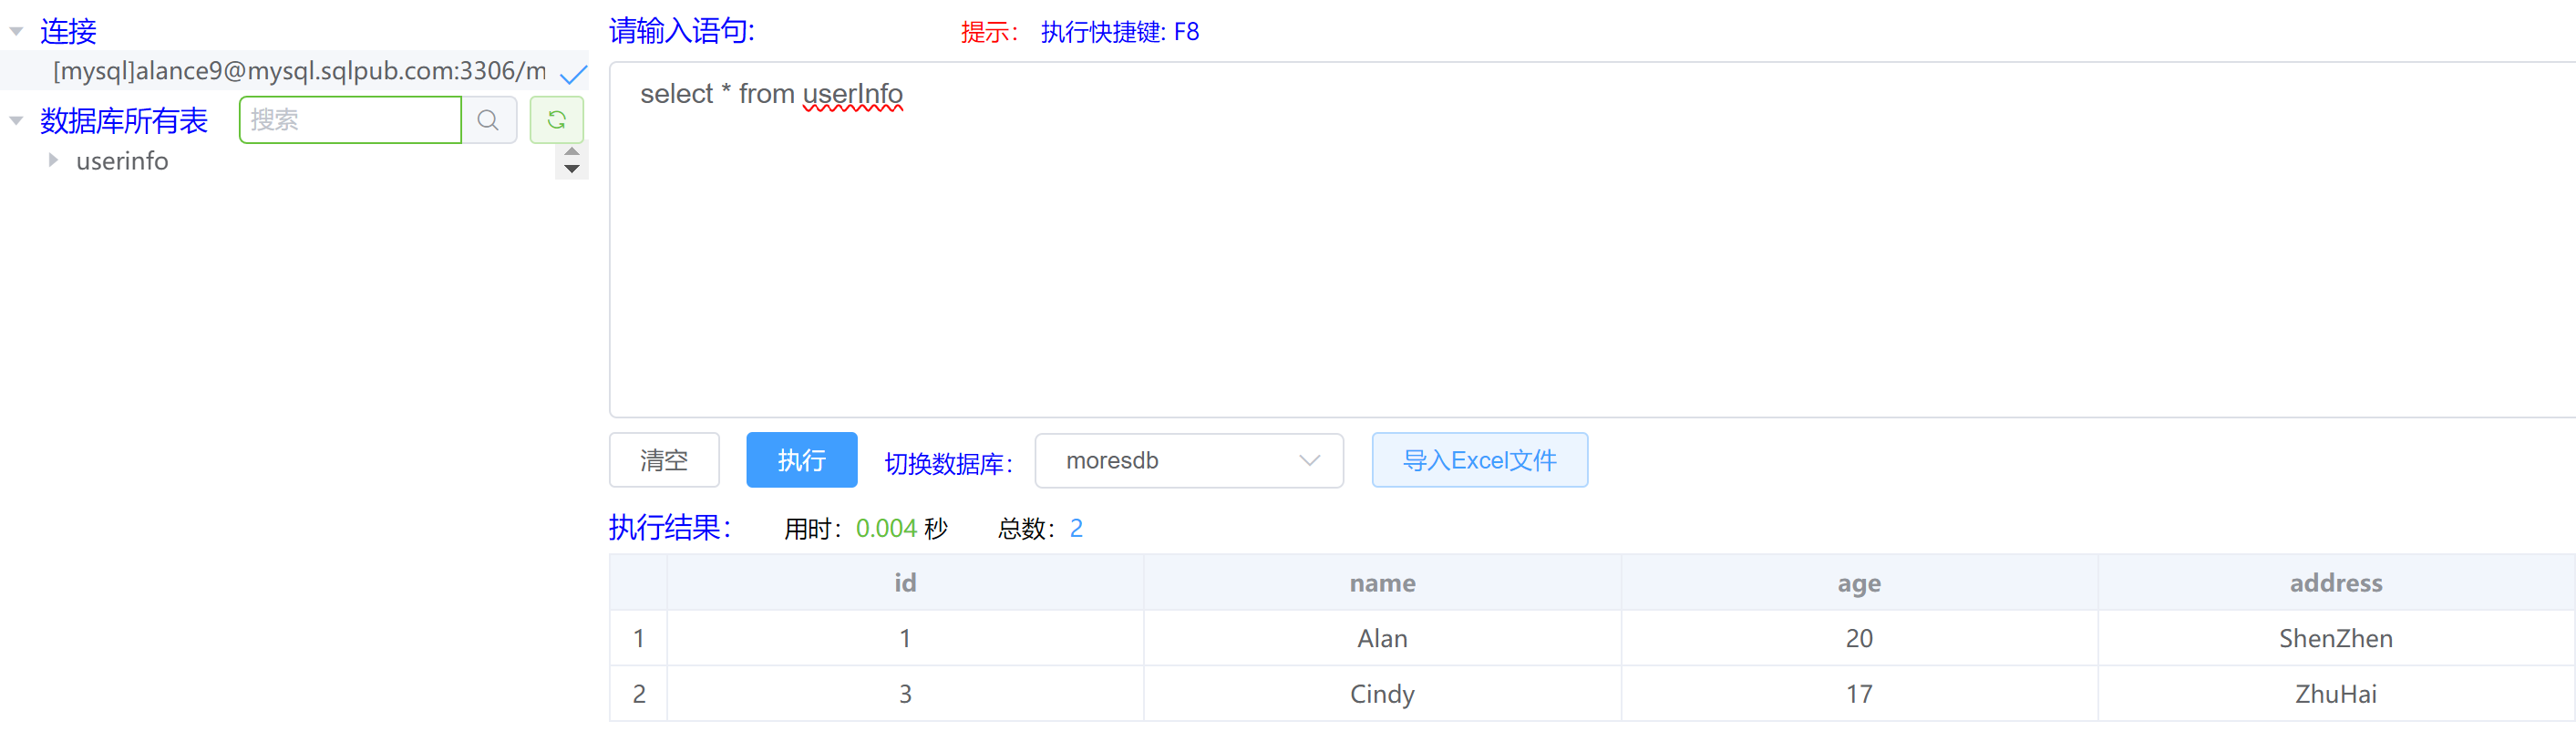 连接
[mysql]alance9@mysql.sqlpub.com:3306/m
数据库所有表 搜索
userinfo
请输入语句: 提示： 执行快捷键: F8
select * from userInfo
清空 执行 切换数据库： moresdb 导入Excel文件
执行结果： 用时：0.004 秒 总数：2
id name age address
1 1 Alan 20 ShenZhen
2 3 Cindy 17 ZhuHai